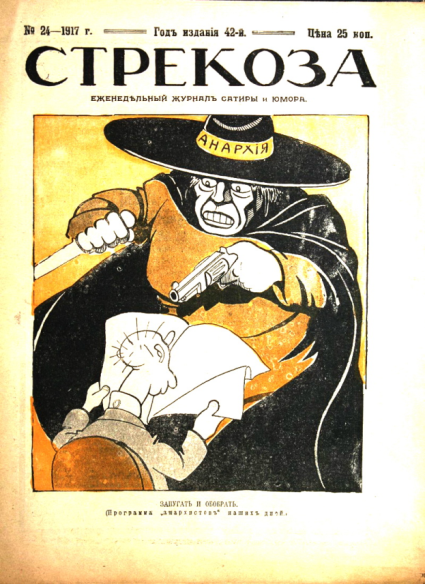 № 24—1917 г. Годъ изданія 42-й. Цѣна 25 коп.
СТРЕКОЗА
ЕЖЕНЕДѢЛЬНЫЙ ЖУРНАЛЪ САТИРЫ и ЮМОРА.
АНАРХІЯ
ЗАПУГАТЬ И ОБОБРАТЬ.
(Программа „анархистовъ“ нашихъ дней.